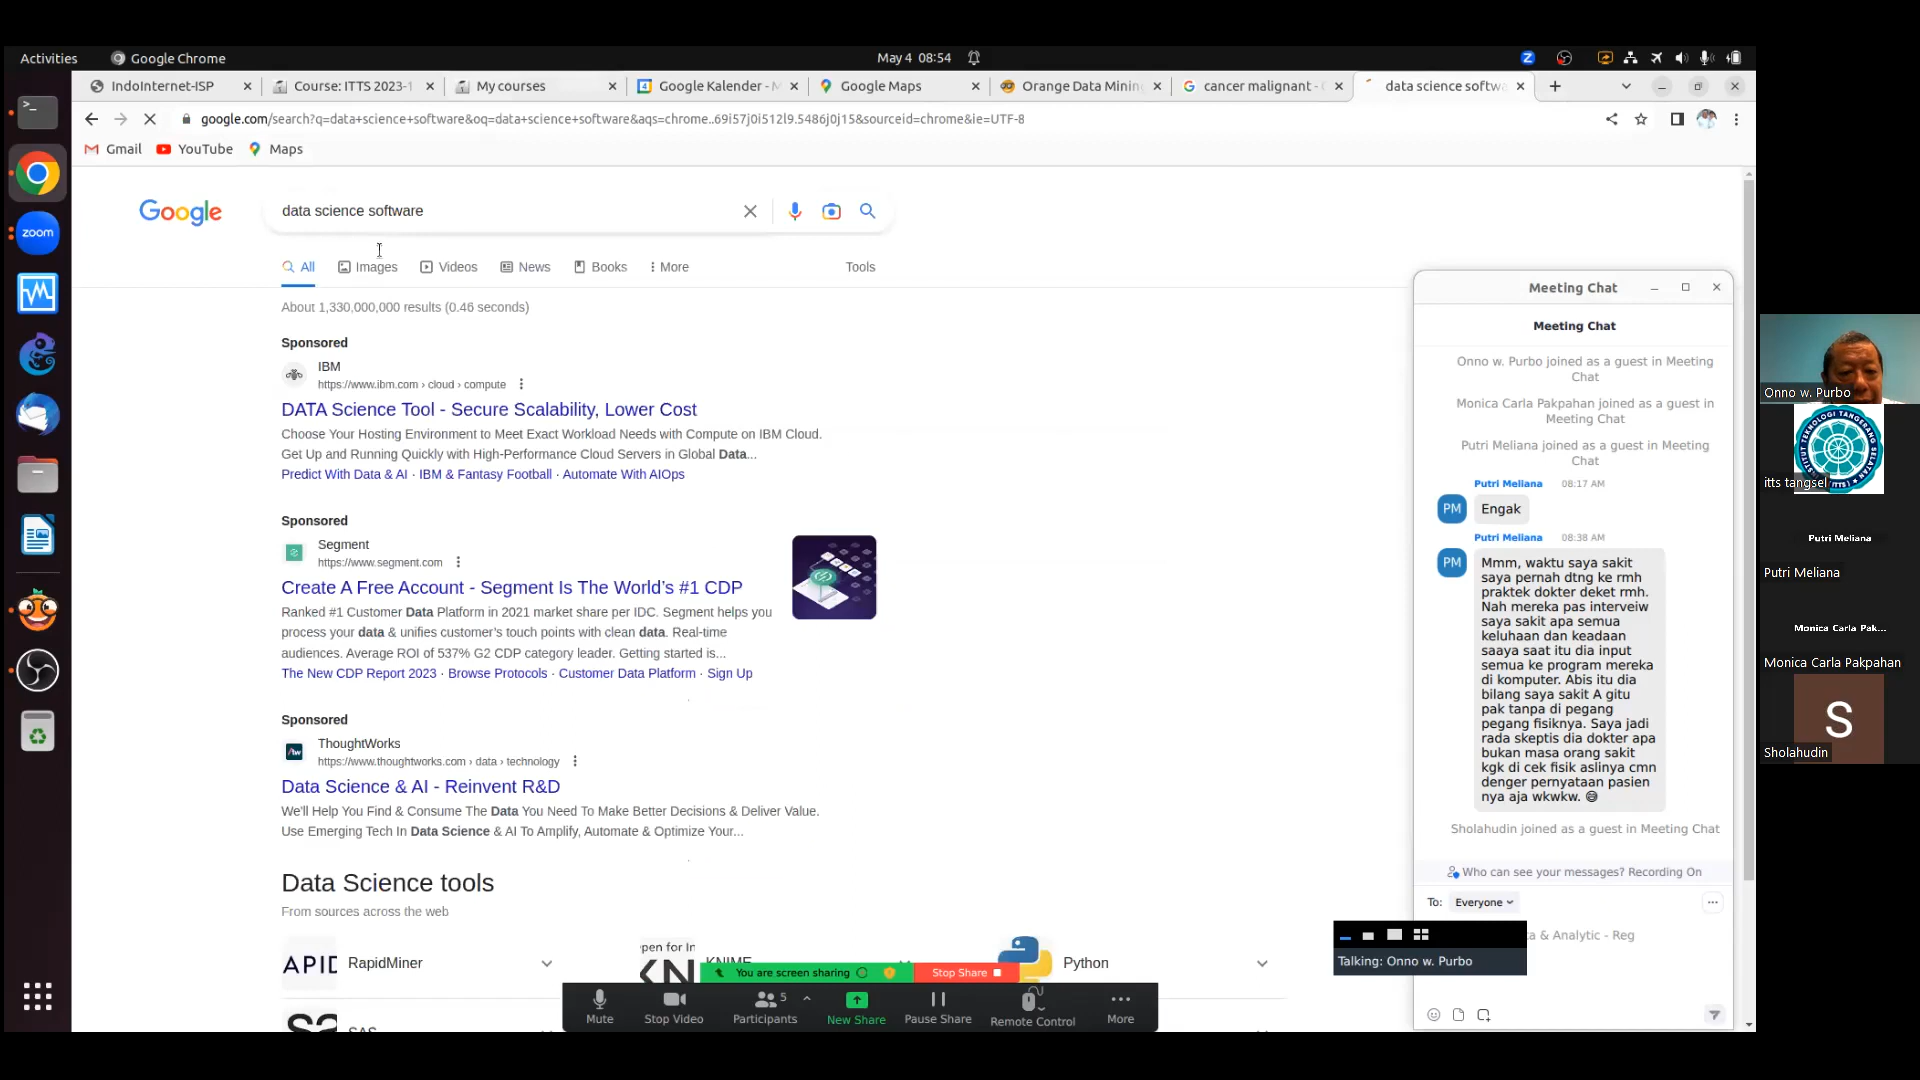 Activities
Google Chrome
May 4 08:54
IndoInternet-ISP
Course: ITTS 2023-1
My courses
Google Kalender - M
Google Maps
Orange Data Mining
cancer malignant - G
data science softwa
google.com/search?q=data+science+software&oq=data+science+software&aqs=chrome..69i57j0i512l9.5486j0j15&sourceid=chrome&ie=UTF-8
Gmail
YouTube
Maps
Google
data science software
All
Images
Videos
News
Books
More
Tools
About 1,330,000,000 results (0.46 seconds)
Sponsored
IBM
https://www.ibm.com › cloud › compute
DATA Science Tool - Secure Scalability, Lower Cost
Choose Your Hosting Environment to Meet Exact Workload Needs with Compute on IBM Cloud.
Get Up and Running Quickly with High-Performance Cloud Servers in Global Data...
Predict With Data & AI · IBM & Fantasy Football · Automate With AIOps
Sponsored
Segment
https://www.segment.com
Create A Free Account - Segment Is The World's #1 CDP
Ranked #1 Customer Data Platform in 2021 market share per IDC. Segment helps you
process your data & unifies customer's touch points with clean data. Real-time
audiences. Average ROI of 537% G2 CDP category leader. Getting started is...
The New CDP Report 2023 · Browse Protocols · Customer Data Platform · Sign Up
Sponsored
/tw
ThoughtWorks
https://www.thoughtworks.com › data › technology
Data Science & AI - Reinvent R&D
We'll Help You Find & Consume The Data You Need To Make Better Decisions & Deliver Value.
Use Emerging Tech In Data Science & AI To Amplify, Automate & Optimize Your...
Data Science tools
From sources across the web
RapidMiner
KNIME
Python
SAS
zoom
You are screen sharing
Stop Share
Mute
Stop Video
Participants
5
New Share
Pause Share
Remote Control
More
Meeting Chat
Meeting Chat
Onno w. Purbo joined as a guest in Meeting
Chat
Monica Carla Pakpahan joined as a guest in
Meeting Chat
Putri Meliana joined as a guest in Meeting
Chat
Putri Meliana 08:17 AM
PM
Engak
Putri Meliana 08:38 AM
PM
Mmm, waktu saya sakit
saya pernah dtng ke rmh
praktek dokter deket rmh.
Nah mereka pas interveiw
saya sakit apa semua
keluhaan dan keadaan
saaya saat itu dia input
semua ke program mereka
di komputer. Abis itu dia
bilang saya sakit A gitu
pak tanpa di pegang
pegang fisiknya. Saya jadi
rada skeptis dia dokter apa
bukan masa orang sakit
kgk di cek fisik aslinya cmn
denger pernyataan pasien
nya aja wkwkw. 😅
Sholahudin joined as a guest in Meeting Chat
Who can see your messages? Recording On
To: Everyone
& Analytic - Reg
Talking: Onno w. Purbo
Onno w. Purbo
INSTITUT TEKNOLOGI TANGERANG SELATAN
(ITTS)
itts tangsel
Putri Meliana
Putri Meliana
Monica Carla Pak...
Monica Carla Pakpahan
S
Sholahudin